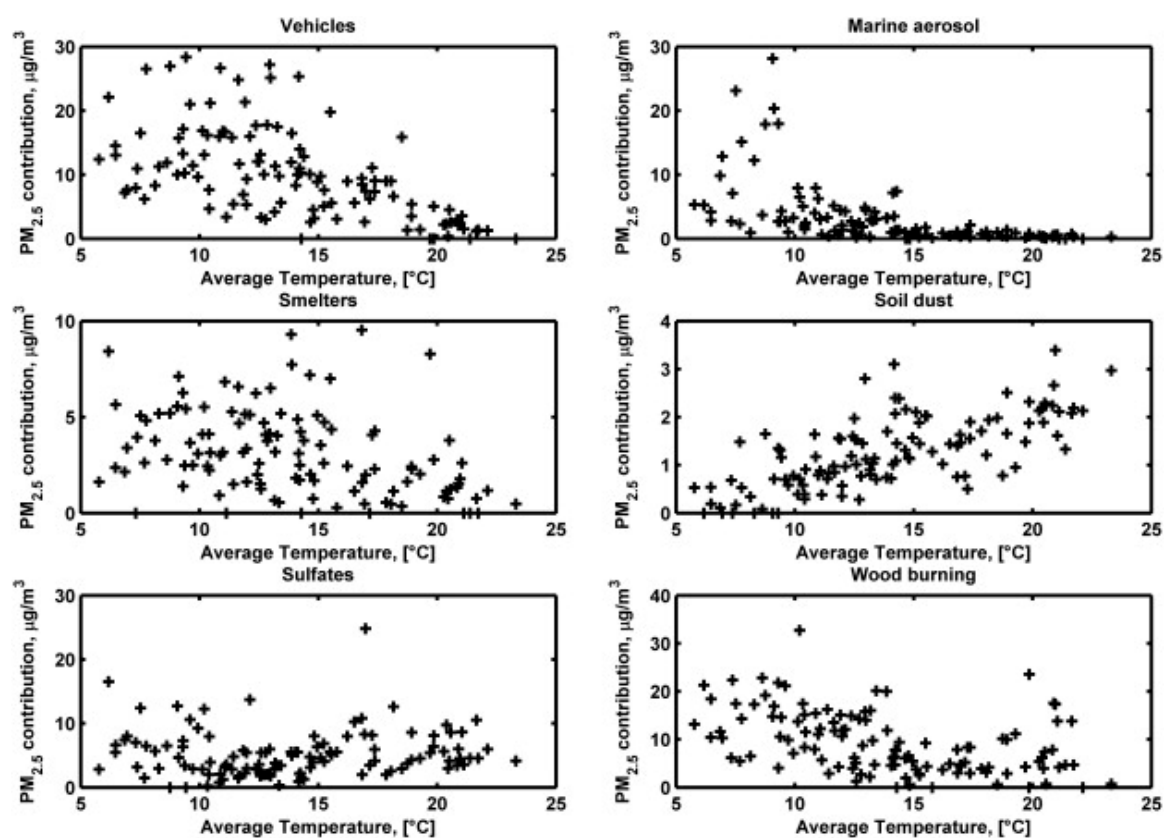 Vehicles
PM2.5 contribution, µg/m3
30
20
10
0
5 10 15 20 25
Average Temperature, [°C]
Marine aerosol
PM2.5 contribution, µg/m3
30
20
10
0
5 10 15 20 25
Average Temperature, [°C]
Smelters
PM2.5 contribution, µg/m3
10
5
0
5 10 15 20 25
Average Temperature, [°C]
Soil dust
PM2.5 contribution, µg/m3
4
3
2
1
0
5 10 15 20 25
Average Temperature, [°C]
Sulfates
PM2.5 contribution, µg/m3
30
20
10
0
5 10 15 20 25
Average Temperature, [°C]
Wood burning
PM2.5 contribution, µg/m3
40
30
20
10
0
5 10 15 20 25
Average Temperature, [°C]